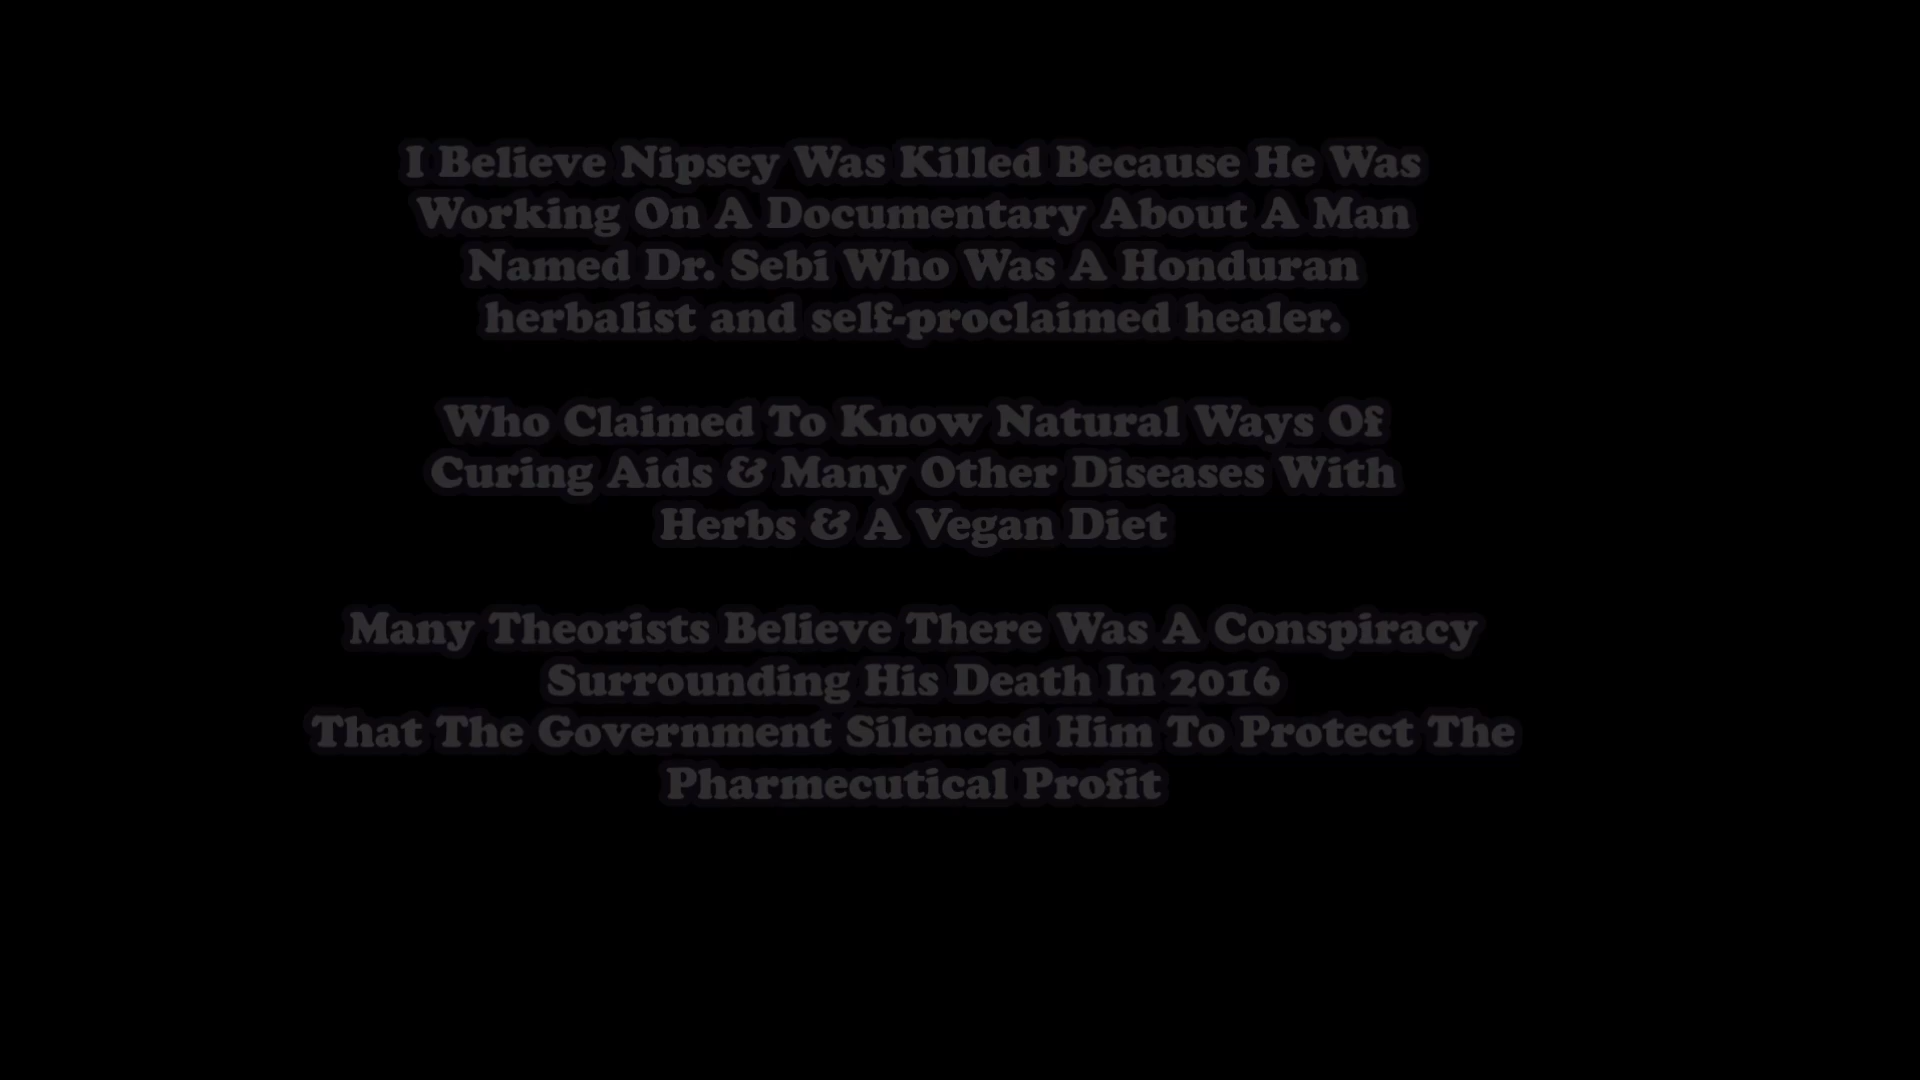 I Believe Nipsey Was Killed Because He Was
Working On A Documentary About A Man
Named Dr. Sebi Who Was A Honduran
herbalist and self-proclaimed healer.
Who Claimed To Know Natural Ways Of
Curing Aids & Many Other Diseases With
Herbs & A Vegan Diet
Many Theorists Believe There Was A Conspiracy
Surrounding His Death In 2016
That The Government Silenced Him To Protect The
Pharmecutical Profit